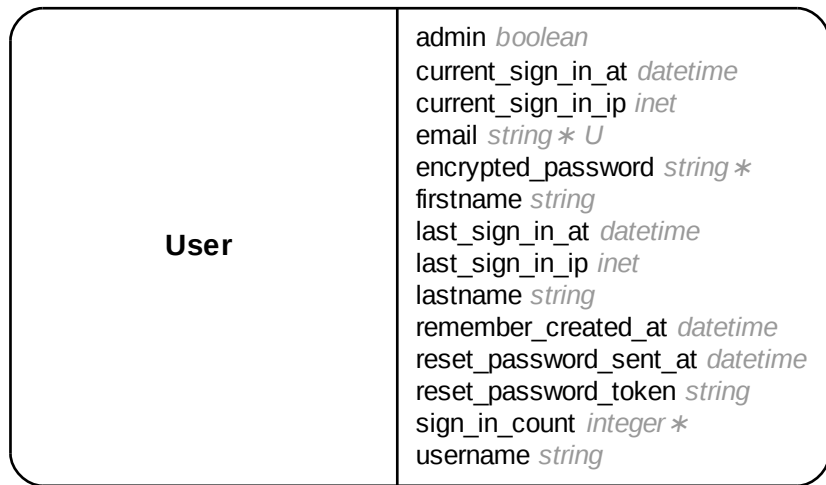 User
admin boolean
current_sign_in_at datetime
current_sign_in_ip inet
email string ∗ U
encrypted_password string ∗
firstname string
last_sign_in_at datetime
last_sign_in_ip inet
lastname string
remember_created_at datetime
reset_password_sent_at datetime
reset_password_token string
sign_in_count integer ∗
username string